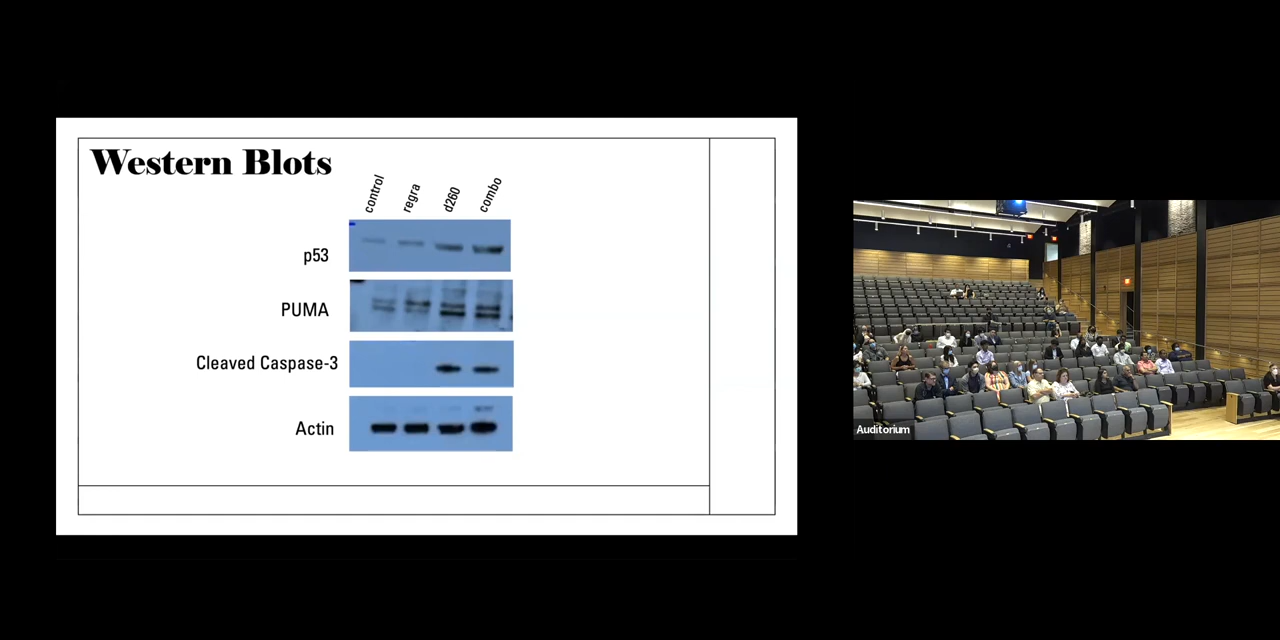 Western Blots
control regra d260 combo
p53
PUMA
Cleaved Caspase-3
Actin
Auditorium